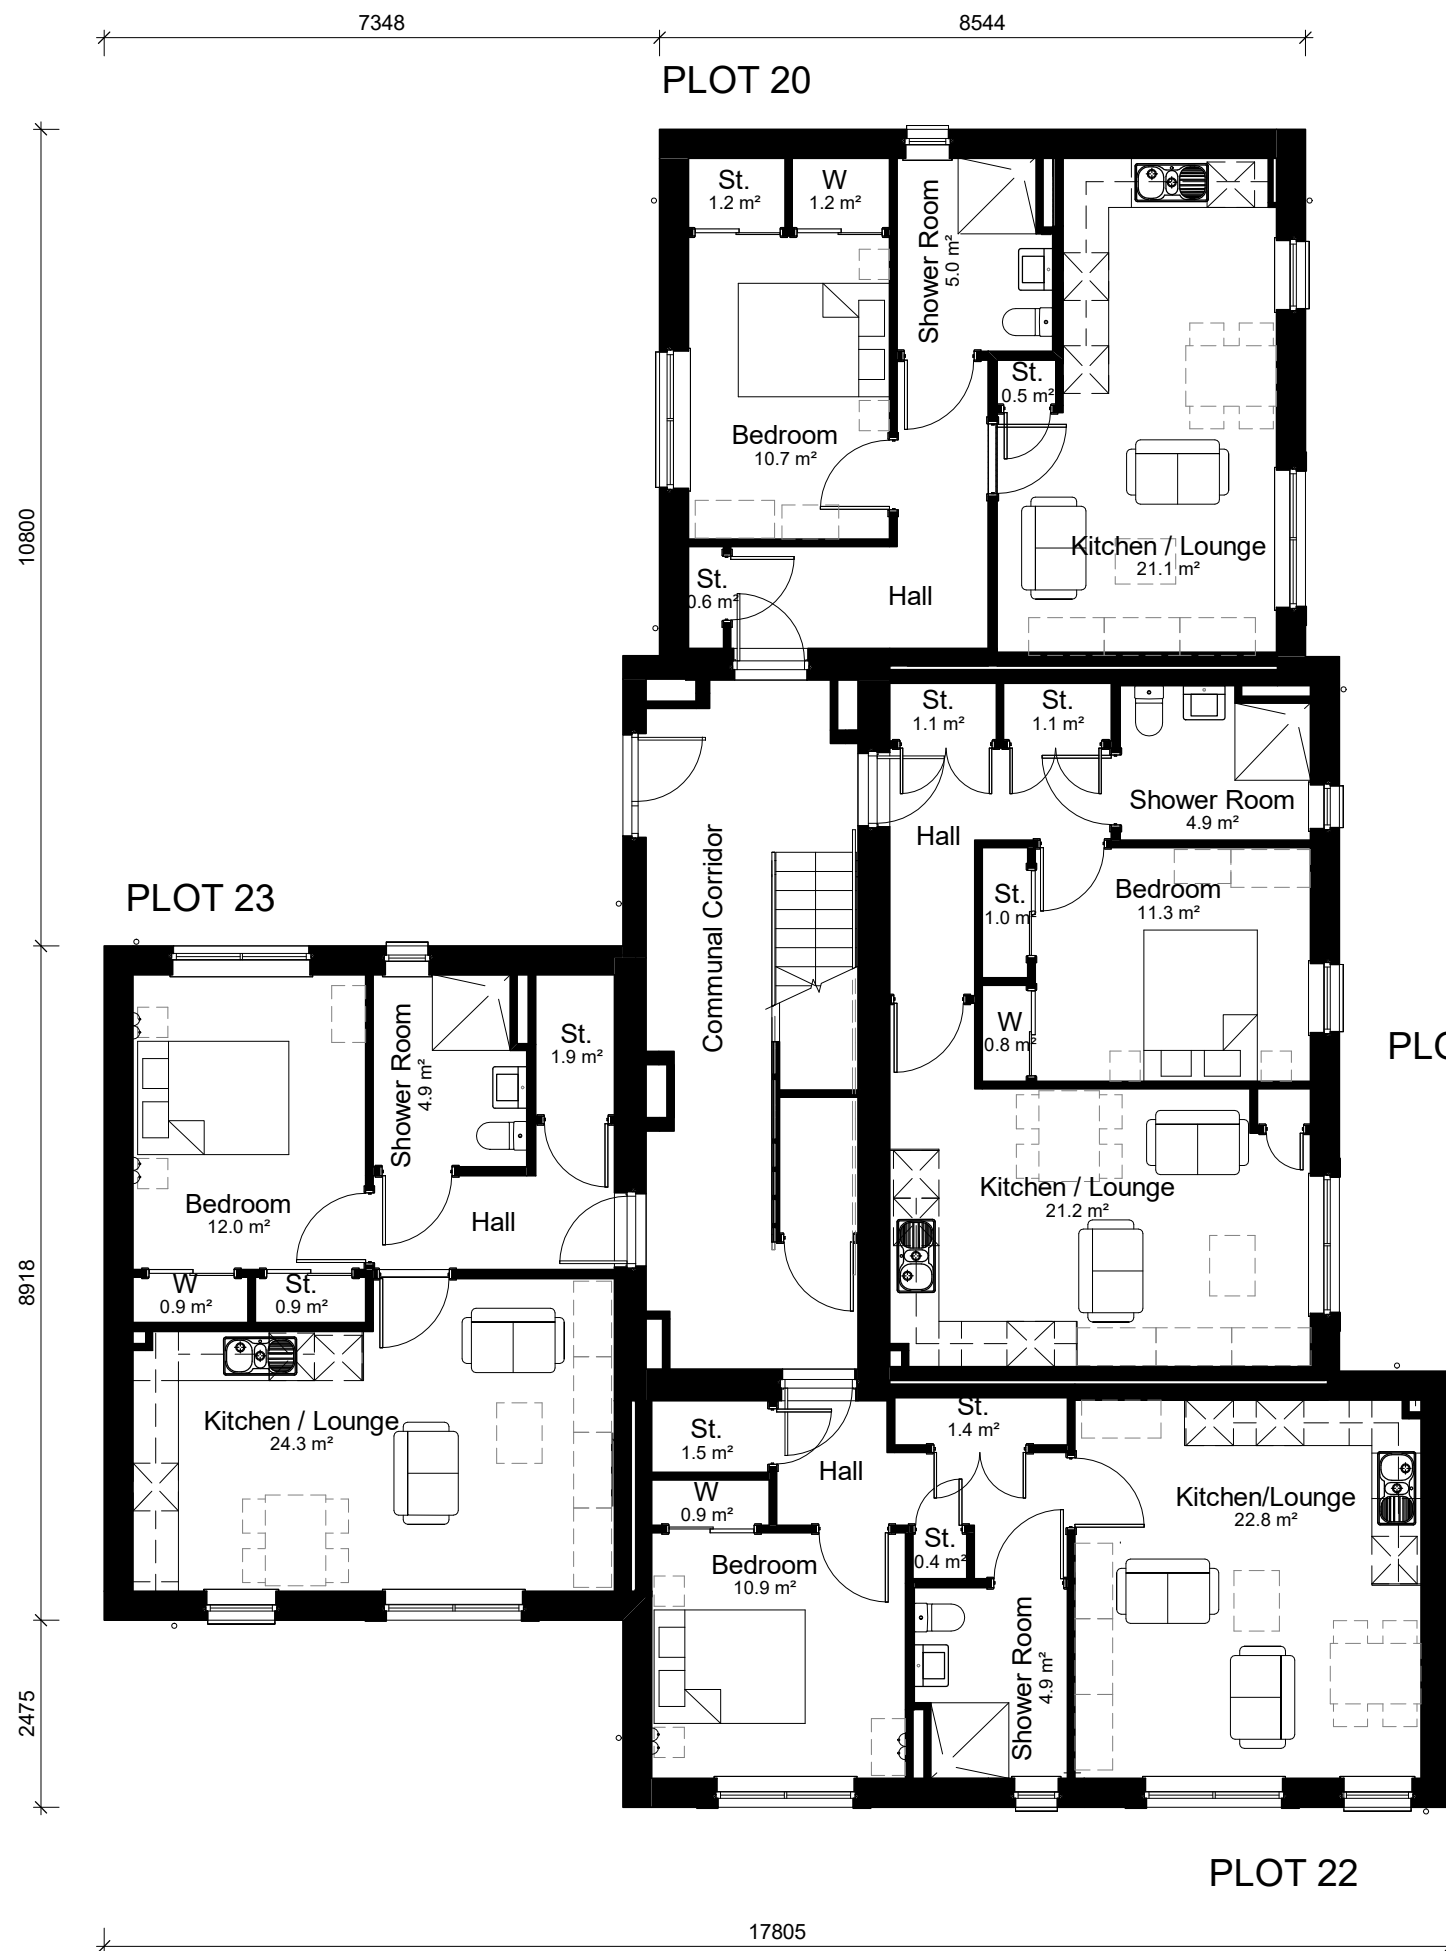 7348
8544
PLOT 20
St.
1.2 m²
W
1.2 m²
Shower Room
5.0 m²
St.
0.5 m²
Bedroom
10.7 m²
10800
Kitchen / Lounge
21.1 m²
St.
0.6 m²
Hall
St.
1.1 m²
St.
1.1 m²
Shower Room
4.9 m²
Hall
Communal Corridor
PLOT 23
St.
1.0 m²
Bedroom
11.3 m²
W
0.8 m²
PLO
Shower Room
4.9 m²
St.
1.9 m²
Bedroom
12.0 m²
Hall
Kitchen / Lounge
21.2 m²
8918
W
0.9 m²
St.
0.9 m²
Kitchen / Lounge
24.3 m²
St.
1.5 m²
Hall
St.
1.4 m²
W
0.9 m²
Kitchen/Lounge
22.8 m²
St.
0.4 m²
Bedroom
10.9 m²
Shower Room
4.9 m²
2475
PLOT 22
17805